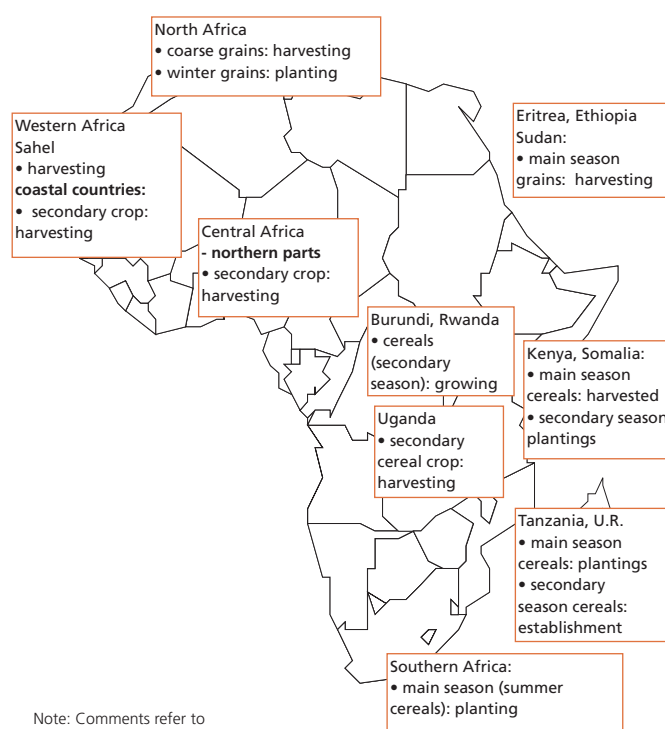 North Africa
• coarse grains: harvesting
• winter grains: planting
Western Africa
Sahel
• harvesting
coastal countries:
• secondary crop:
harvesting
Eritrea, Ethiopia
Sudan:
• main season
grains: harvesting
Central Africa
- northern parts
• secondary crop:
harvesting
Burundi, Rwanda
• cereals
(secondary
season): growing
Kenya, Somalia:
• main season
cereals: harvested
• secondary season
plantings
Uganda
• secondary
cereal crop:
harvesting
Tanzania, U.R.
• main season
cereals: plantings
• secondary
season cereals:
establishment
Southern Africa:
• main season (summer
cereals): planting
Note: Comments refer to